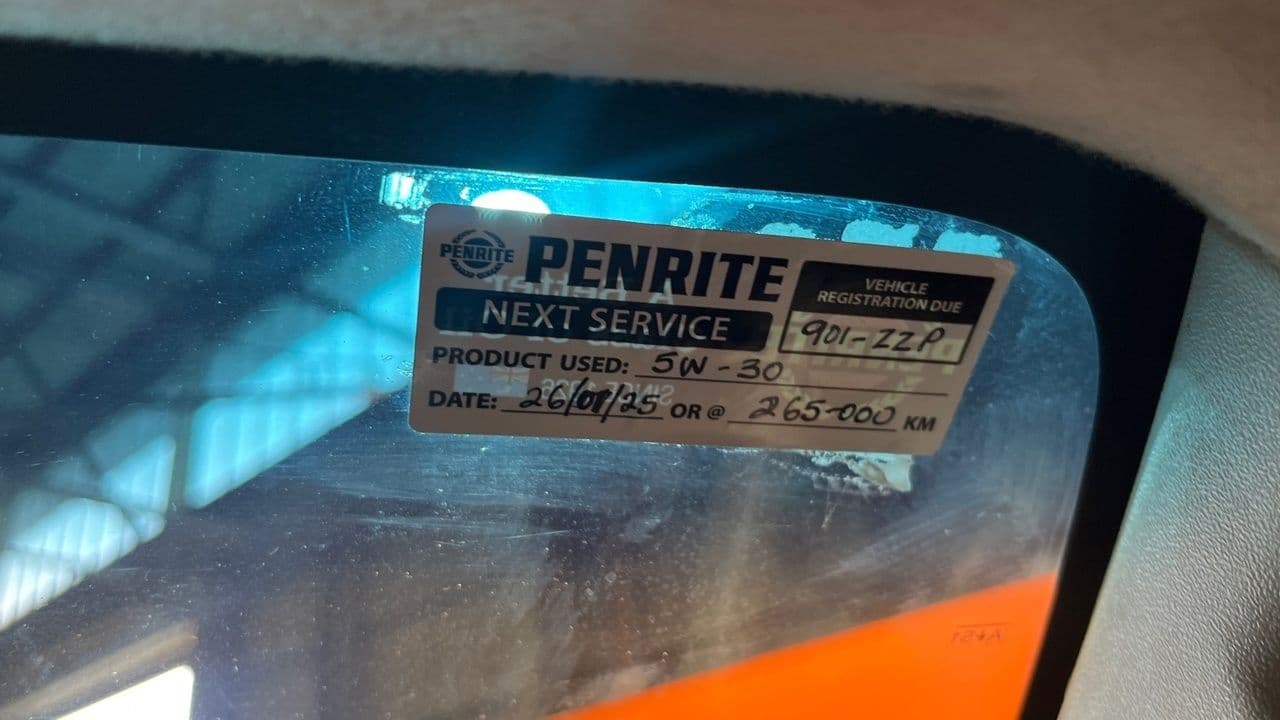 PENRITE
PENRITE
NEXT SERVICE
VEHICLE
REGISTRATION DUE
901-ZZP
PRODUCT USED: 5W-30
DATE: 26/07/25 OR @ 265-000 KM